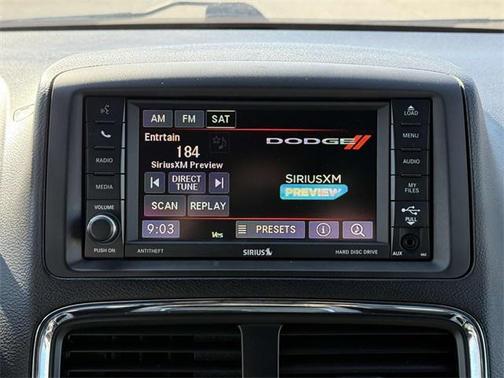 AM FM SAT
LOAD
Entrtain
184
DODGE
MENU
SiriusXM Preview
RADIO
DIRECT TUNE
SIRIUSXM
PREVIEW
AUDIO
MEDIA
MY FILES
SCAN REPLAY
VOLUME
PULL
9:03
PRESETS
PUSH ON
ANTITHEFT
SIRIUS
HARD DISC DRIVE
AUX